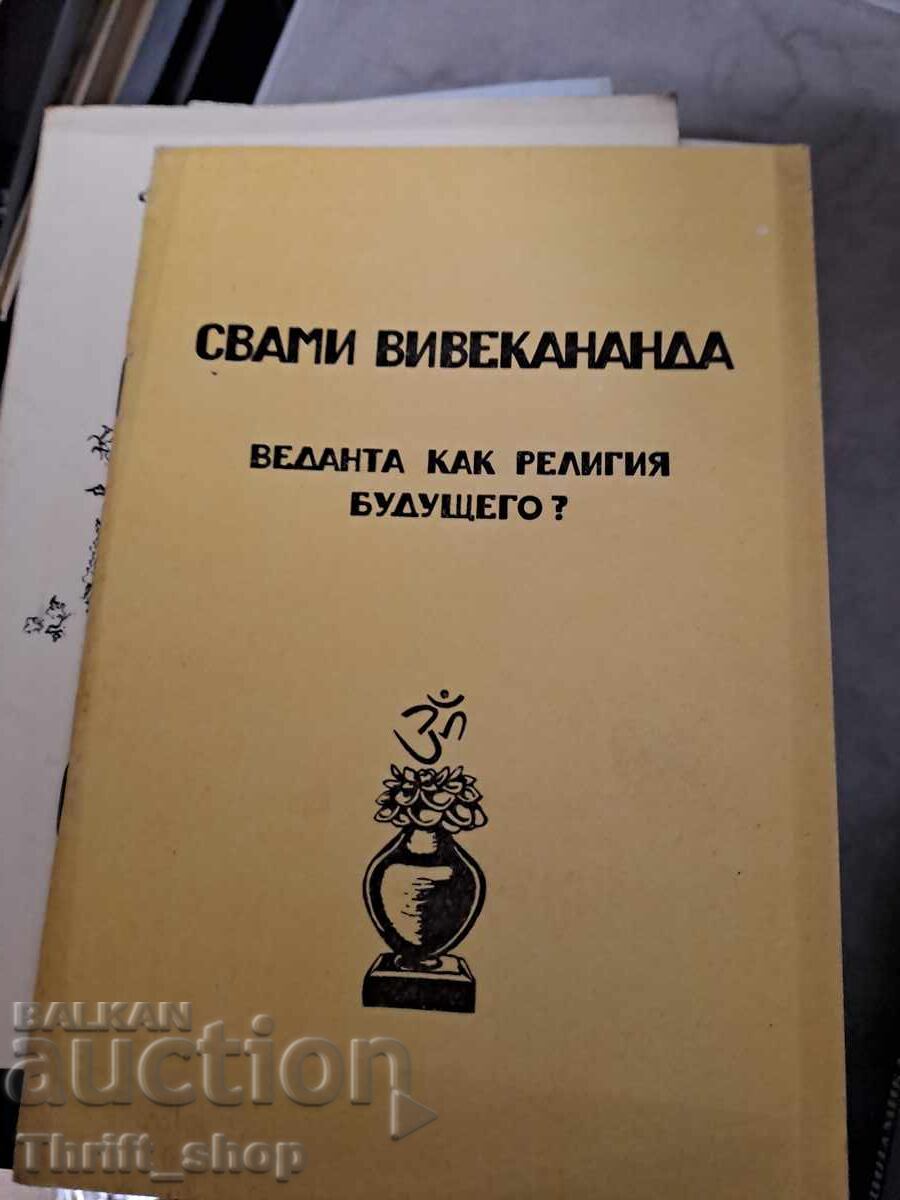 СВАМИ ВИВЕКАНАНДА
ВЕДАНТА КАК РЕЛИГИЯ
БУДУЩЕГО?
ॐ
BALKAN
auction
Thrift_shop